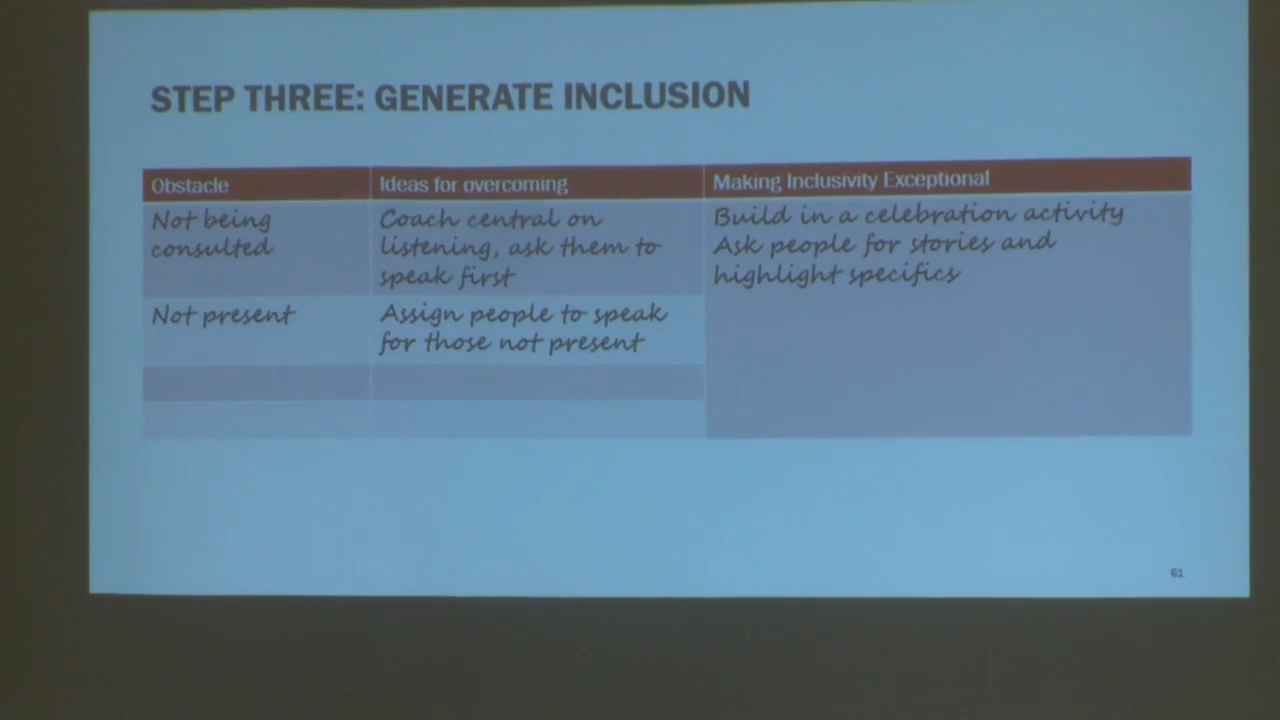 STEP THREE: GENERATE INCLUSION
Obstacle
Ideas for overcoming
Making Inclusivity Exceptional
Not being
consulted
Coach central on
listening, ask them to
speak first
Build in a celebration activity
Ask people for stories and
highlight specifics
Not present
Assign people to speak
for those not present
61